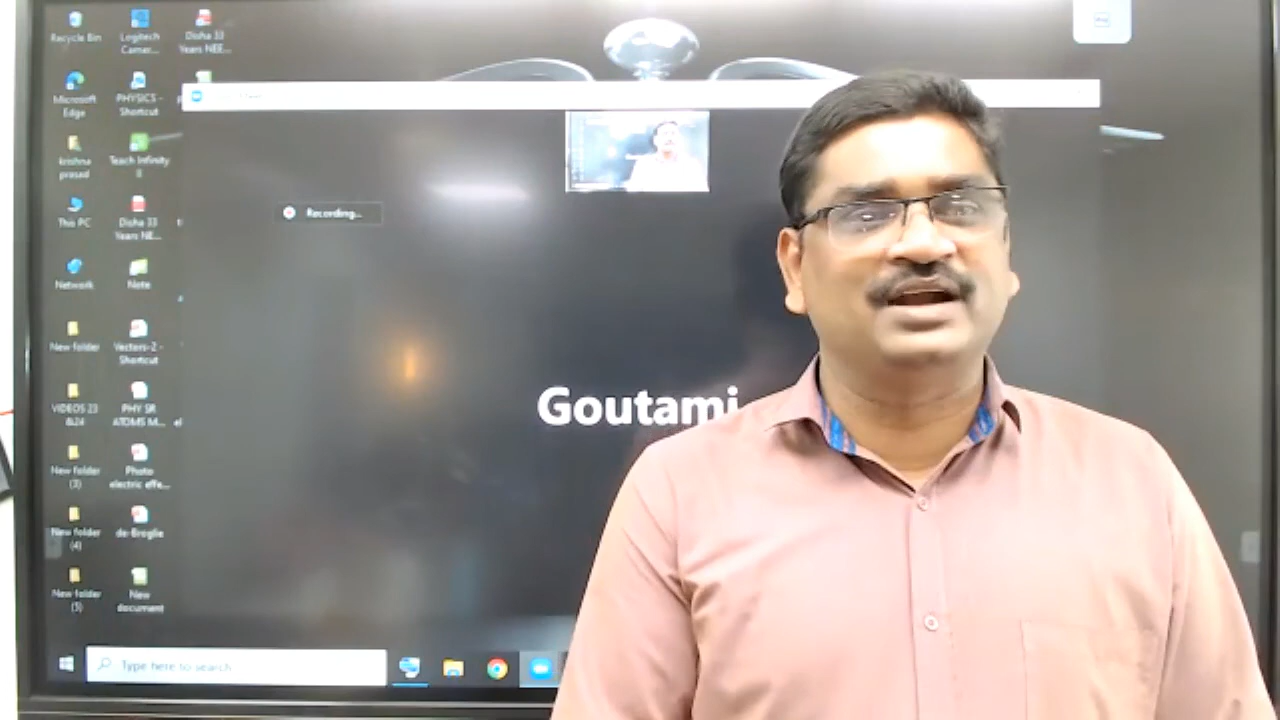 Recycle Bin
Logitech
Camer...
Disha 33
Years NEE...
Microsoft
Edge
PHYSICS -
Shortcut
krishna
prasad
Teach Infinity
This PC
Disha 33
Years NE...
Network
Note
Recording...
New folder
Vectors-2 -
Shortcut
VIDEOS 23
&24
PHY SR
ATOMS M...
Goutami
New folder
(3)
Photo
electric effe...
New folder
(4)
de-Broglie
New folder
(5)
New
document
Type here to search